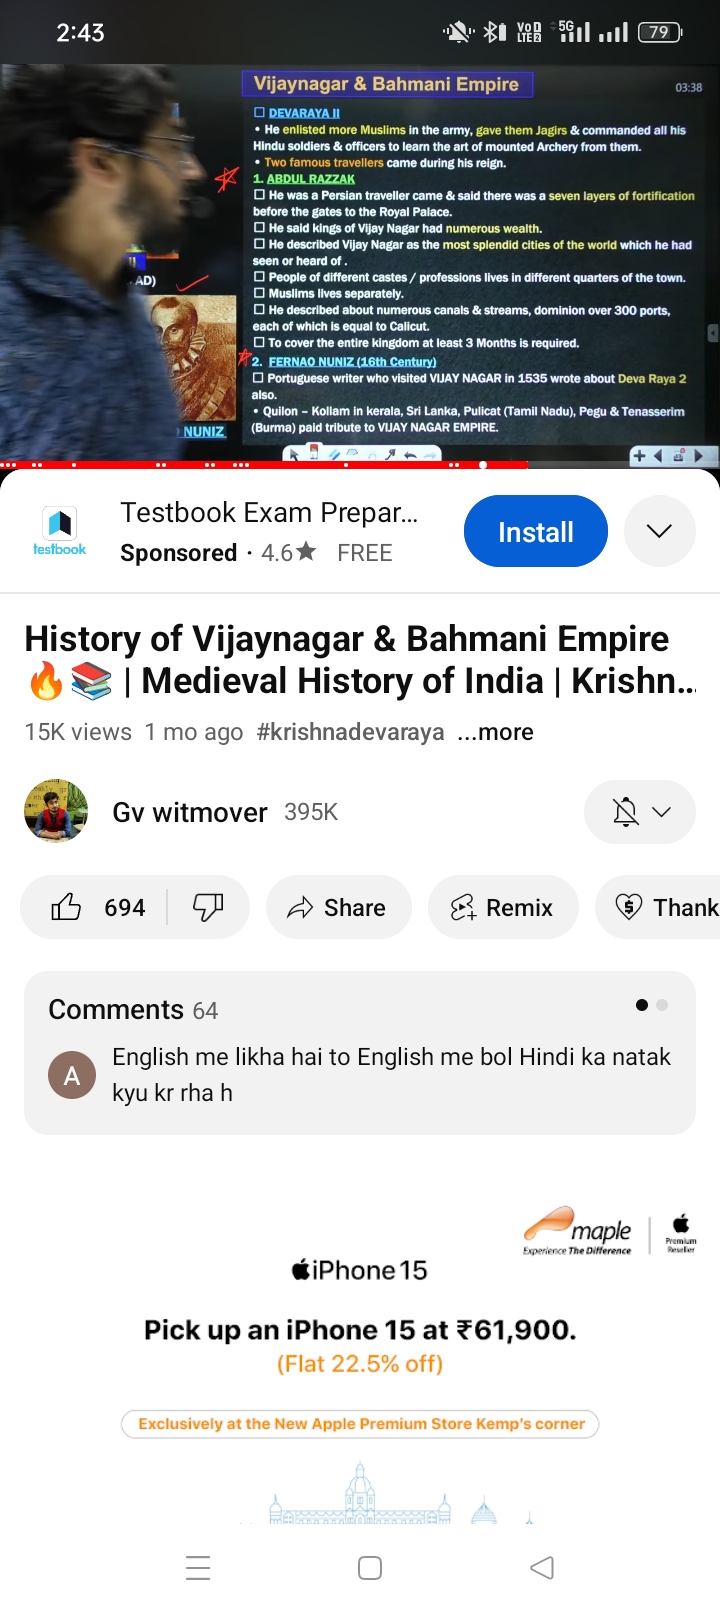 2:43
VoD LTE2
5G
79
Vijaynagar & Bahmani Empire
03:38
DEVARAYA II
• He enlisted more Muslims in the army, gave them Jagirs & commanded all his
Hindu soldiers & officers to learn the art of mounted Archery from them.
• Two famous travellers came during his reign.
1. ABDUL RAZZAK
He was a Persian traveller came & said there was a seven layers of fortification
before the gates to the Royal Palace.
He said kings of Vijay Nagar had numerous wealth.
He described Vijay Nagar as the most splendid cities of the world which he had
seen or heard of .
People of different castes / professions lives in different quarters of the town.
Muslims lives separately.
He described about numerous canals & streams, dominion over 300 ports,
each of which is equal to Calicut.
To cover the entire kingdom at least 3 Months is required.
2. FERNAO NUNIZ (16th Century)
Portuguese writer who visited VIJAY NAGAR in 1535 wrote about Deva Raya 2
also.
• Quilon – Kollam in kerala, Sri Lanka, Pulicat (Tamil Nadu), Pegu & Tenasserim
(Burma) paid tribute to VIJAY NAGAR EMPIRE.
AD)
NUNIZ
testbook
Testbook Exam Prepar...
Sponsored · 4.6★ FREE
Install
History of Vijaynagar & Bahmani Empire
🔥📚 | Medieval History of India | Krishn...
15K views 1 mo ago #krishnadevaraya ...more
Gv witmover 395K
694
Share
Remix
Thank
Comments 64
A
English me likha hai to English me bol Hindi ka natak
kyu kr rha h
maple
Experience The Difference
Premium
Reseller
iPhone 15
Pick up an iPhone 15 at ₹61,900.
(Flat 22.5% off)
Exclusively at the New Apple Premium Store Kemp's corner